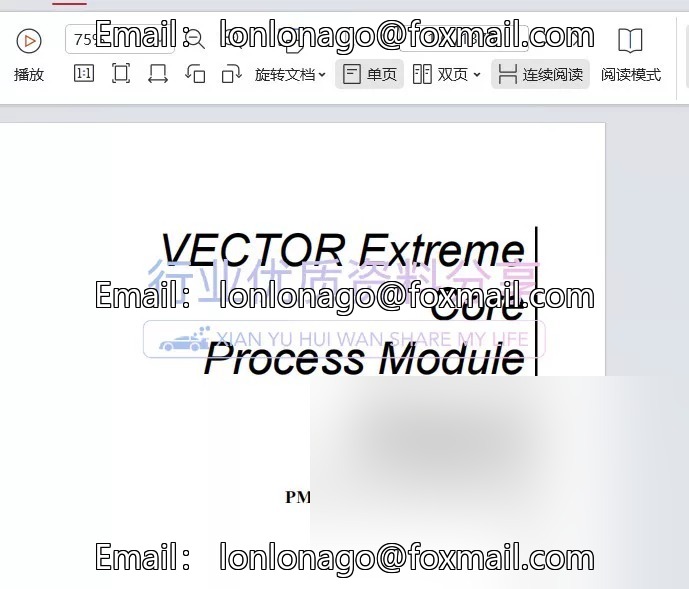 75%
Email： lonlonago@foxmail.com
播放
旋转文档
单页
双页
连续阅读
阅读模式
VECTOR Extreme
行业优质资料分享
Core
Email： lonlonago@foxmail.com
XIAN YU HUI WAN SHARE MY LIFE
Process Module
PM
Email： lonlonago@foxmail.com